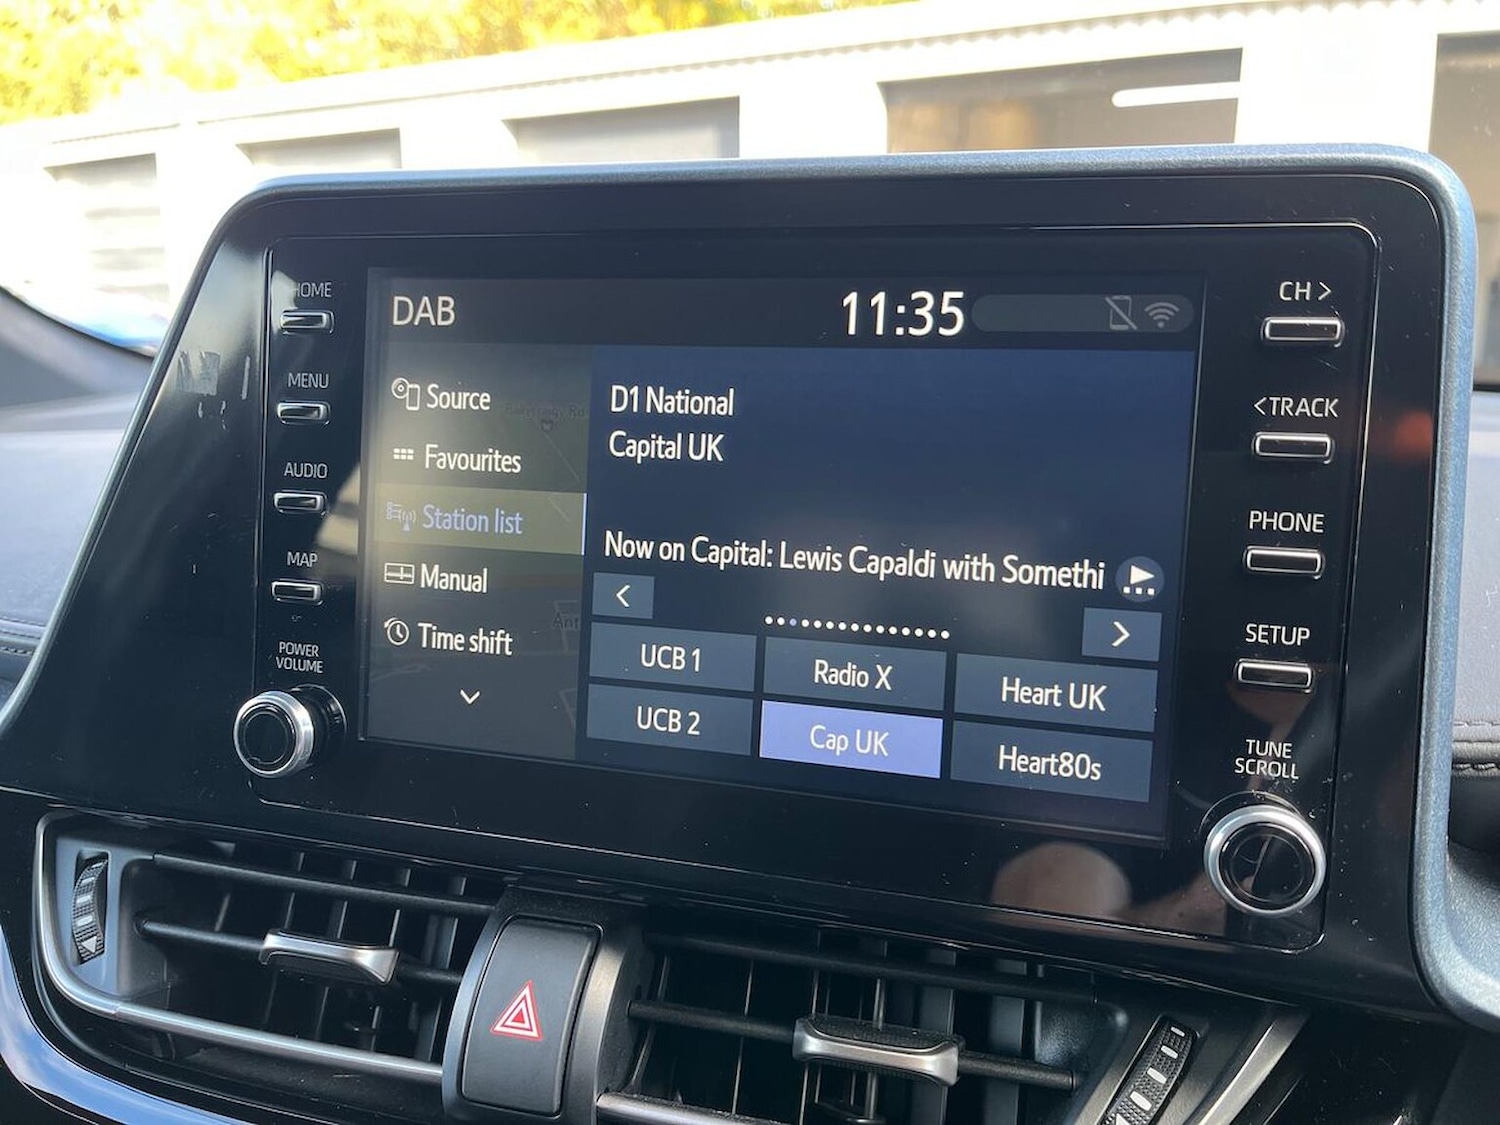 HOME
MENU
AUDIO
MAP
POWER
VOLUME
DAB
11:35
Source
Favourites
Station list
Manual
Time shift
D1 National
Capital UK
Now on Capital: Lewis Capaldi with Somethi
UCB 1
Radio X
Heart UK
UCB 2
Cap UK
Heart80s
CH >
< TRACK
PHONE
SETUP
TUNE
SCROLL